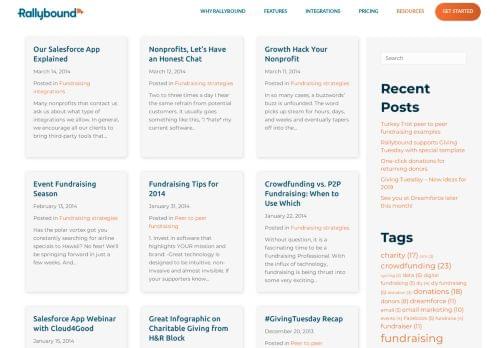 Rallybound
WHY RALLYBOUND
FEATURES
INTEGRATIONS
PRICING
RESOURCES
GET STARTED
Our Salesforce App
Explained
March 14, 2014
Posted in Fundraising
integrations
Many nonprofits that contact us
ask us about what type of
integrations we allow. In general,
we encourage all our clients to
bring third-party tools that...
Nonprofits, Let's Have
an Honest Chat
March 12, 2014
Posted in Fundraising strategies
Two to three times a day I hear
the same refrain from potential
customers. It usually goes
something like this, "I *hate* my
current software...
Growth Hack Your
Nonprofit
March 11, 2014
Posted in Fundraising strategies
In so many cases, a buzzwords'
buzz is unfounded. The word
picks up steam for hours, days,
and weeks and eventually tapers
off into the...
Event Fundraising
Season
February 13, 2014
Posted in Fundraising strategies
Has the polar vortex got you
constantly searching for airline
specials to Hawaii? No fear! We'll
be springing forward in just a
few weeks. And...
Fundraising Tips for
2014
January 31, 2014
Posted in Peer to peer
fundraising
1. Invest in software that
highlights YOUR mission and
brand. -Great technology is
designed to be intuitive, non-
invasive and almost invisible. If
your supporters know...
Crowdfunding vs. P2P
Fundraising: When to
Use Which
January 22, 2014
Posted in Fundraising strategies
Without question, it is a
fascinating time to be a
Fundraising Professional. With
the influx of technology,
fundraising is being thrust into
some very exciting...
Salesforce App Webinar
with Cloud4Good
January 15, 2014
Great Infographic on
Charitable Giving from
H&R Block
#GivingTuesday Recap
December 20, 2013
Posted in Peer to peer
Search
Recent
Posts
Turkey Trot peer to peer
fundraising examples
Rallybound supports Giving
Tuesday with special template
One-click donations for
returning donors
Giving Tuesday – New ideas for
2019
See you at Dreamforce later
this month!
Tags
charity (17)
crowdfunding (23)
data (5) digital
fundraising (5) diy fundraising
donations (18)
donors (8) dreamforce (11)
email (3) email marketing (10)
events (4) Facebook (5)
fundraiser (11)
fundraising